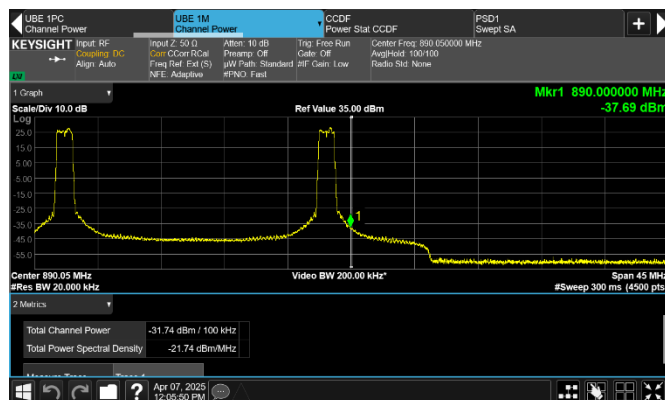 UBE 1PC
Channel Power
UBE 1M
Channel Power
CCDF
Power Stat CCDF
PSD1
Swept SA
KEYSIGHT
Input: RF
Coupling: DC
Align: Auto
Input Z: 50 Ω
Corr CCorr RCal
Freq Ref: Ext (S)
NFE: Adaptive
Atten: 10 dB
Preamp: Off
µW Path: Standard
#PNO: Fast
Trig: Free Run
Gate: Off
#IF Gain: Low
Center Freq: 890.050000 MHz
Avg|Hold: 100/100
Radio Std: None
LXI
1 Graph
Mkr1 890.000000 MHz
-37.69 dBm
Scale/Div 10.0 dB
Ref Value 35.00 dBm
Log
25.0
15.0
5.00
-5.00
-15.0
-25.0
-35.0
-45.0
-55.0
1
Center 890.05 MHz
Video BW 200.00 kHz*
Span 45 MHz
#Res BW 20.000 kHz
#Sweep 300 ms (4500 pts)
2 Metrics
Total Channel Power
-31.74 dBm / 100 kHz
Total Power Spectral Density
-21.74 dBm/MHz
Measure Trace
Trace 1
?
Apr 07, 2025
12:05:50 PM